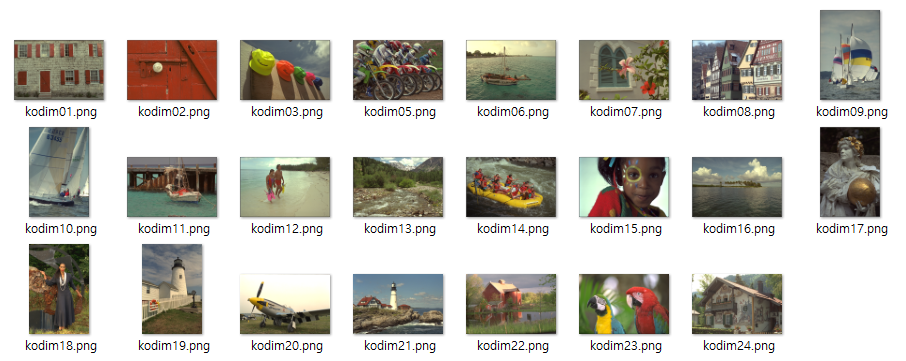 kodim01.png kodim02.png kodim03.png kodim05.png kodim06.png kodim07.png kodim08.png kodim09.png
kodim10.png kodim11.png kodim12.png kodim13.png kodim14.png kodim15.png kodim16.png kodim17.png
kodim18.png kodim19.png kodim20.png kodim21.png kodim22.png kodim23.png kodim24.png